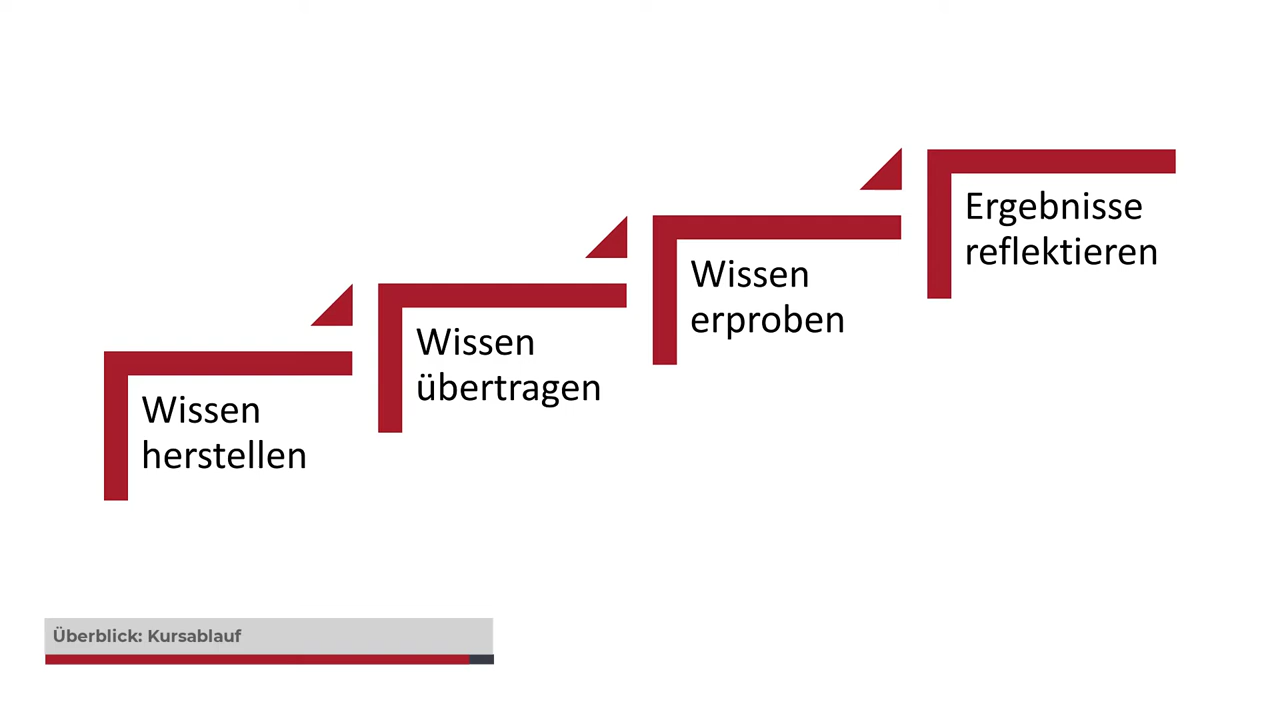 Wissen
herstellen
Wissen
übertragen
Wissen
erproben
Ergebnisse
reflektieren
Überblick: Kursablauf